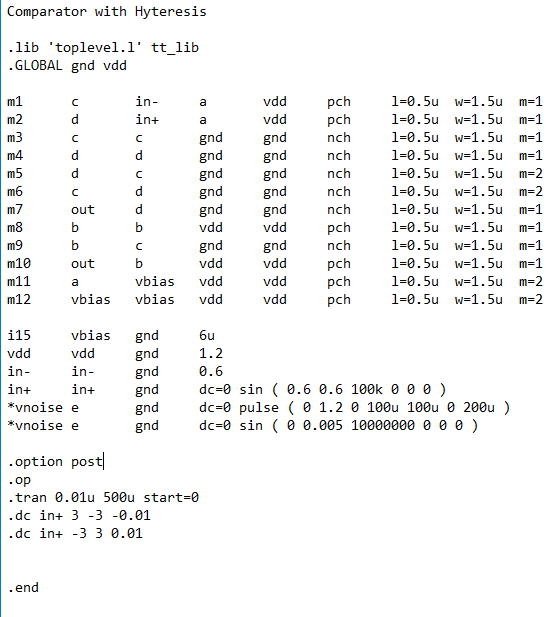 Comparator with Hyteresis
.lib 'toplevel.l' tt_lib
.GLOBAL gnd vdd
m1 c in- a vdd pch l=0.5u w=1.5u m=1
m2 d in+ a vdd pch l=0.5u w=1.5u m=1
m3 c c gnd gnd nch l=0.5u w=1.5u m=1
m4 d d gnd gnd nch l=0.5u w=1.5u m=1
m5 d c gnd gnd nch l=0.5u w=1.5u m=2
m6 c d gnd gnd nch l=0.5u w=1.5u m=2
m7 out d gnd gnd nch l=0.5u w=1.5u m=1
m8 b b vdd vdd pch l=0.5u w=1.5u m=1
m9 b c gnd gnd nch l=0.5u w=1.5u m=1
m10 out b vdd vdd pch l=0.5u w=1.5u m=1
m11 a vbias vdd vdd pch l=0.5u w=1.5u m=2
m12 vbias vbias vdd vdd pch l=0.5u w=1.5u m=2
i15 vbias gnd 6u
vdd vdd gnd 1.2
in- in- gnd 0.6
in+ in+ gnd dc=0 sin ( 0.6 0.6 100k 0 0 0 )
*vnoise e gnd dc=0 pulse ( 0 1.2 0 100u 100u 0 200u )
*vnoise e gnd dc=0 sin ( 0 0.005 10000000 0 0 0 )
.option post
.op
.tran 0.01u 500u start=0
.dc in+ 3 -3 -0.01
.dc in+ -3 3 0.01
.end